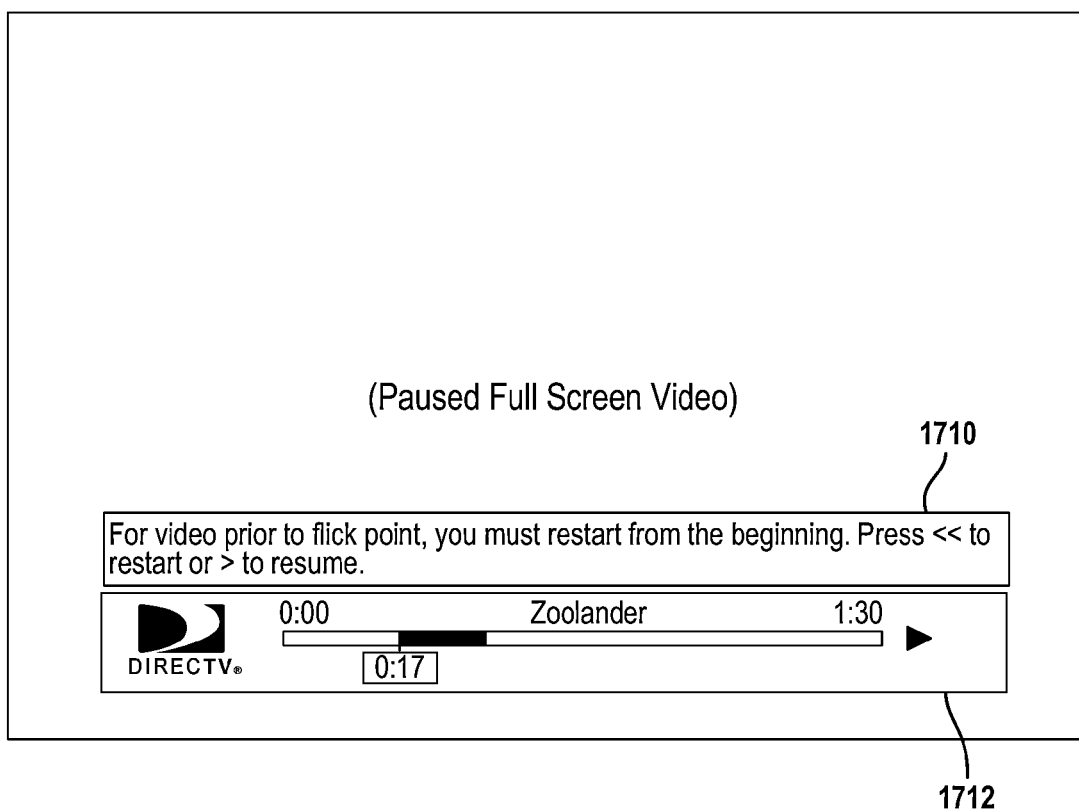 (Paused Full Screen Video)
1710
For video prior to flick point, you must restart from the beginning. Press << to
restart or > to resume.
0:00 Zoolander 1:30
DIRECTV®
0:17
1712